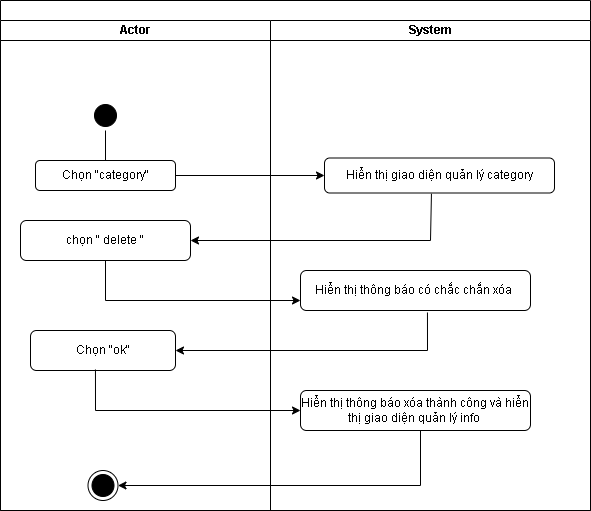 Actor
System
Chọn "category"
Hiển thị giao diện quản lý category
chọn " delete "
Hiển thị thông báo có chắc chắn xóa
Chọn "ok"
Hiển thị thông báo xóa thành công và hiển
thị giao diện quản lý info